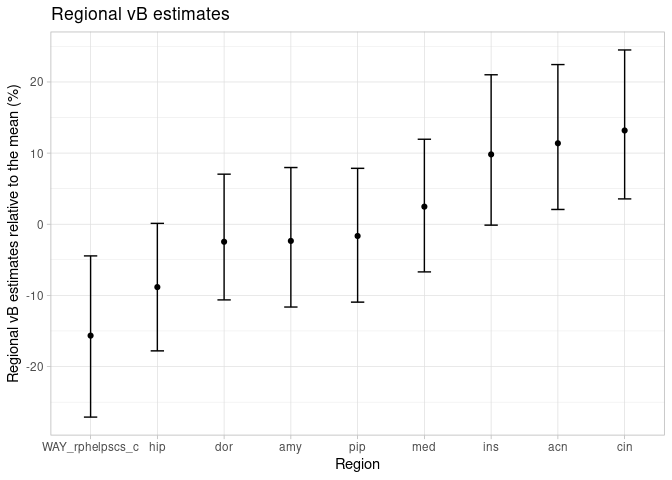 Regional vB estimates
Regional vB estimates relative to the mean (%)
20
10
0
-10
-20
WAY_rphelpscs_c hip dor amy pip med ins acn cin
Region